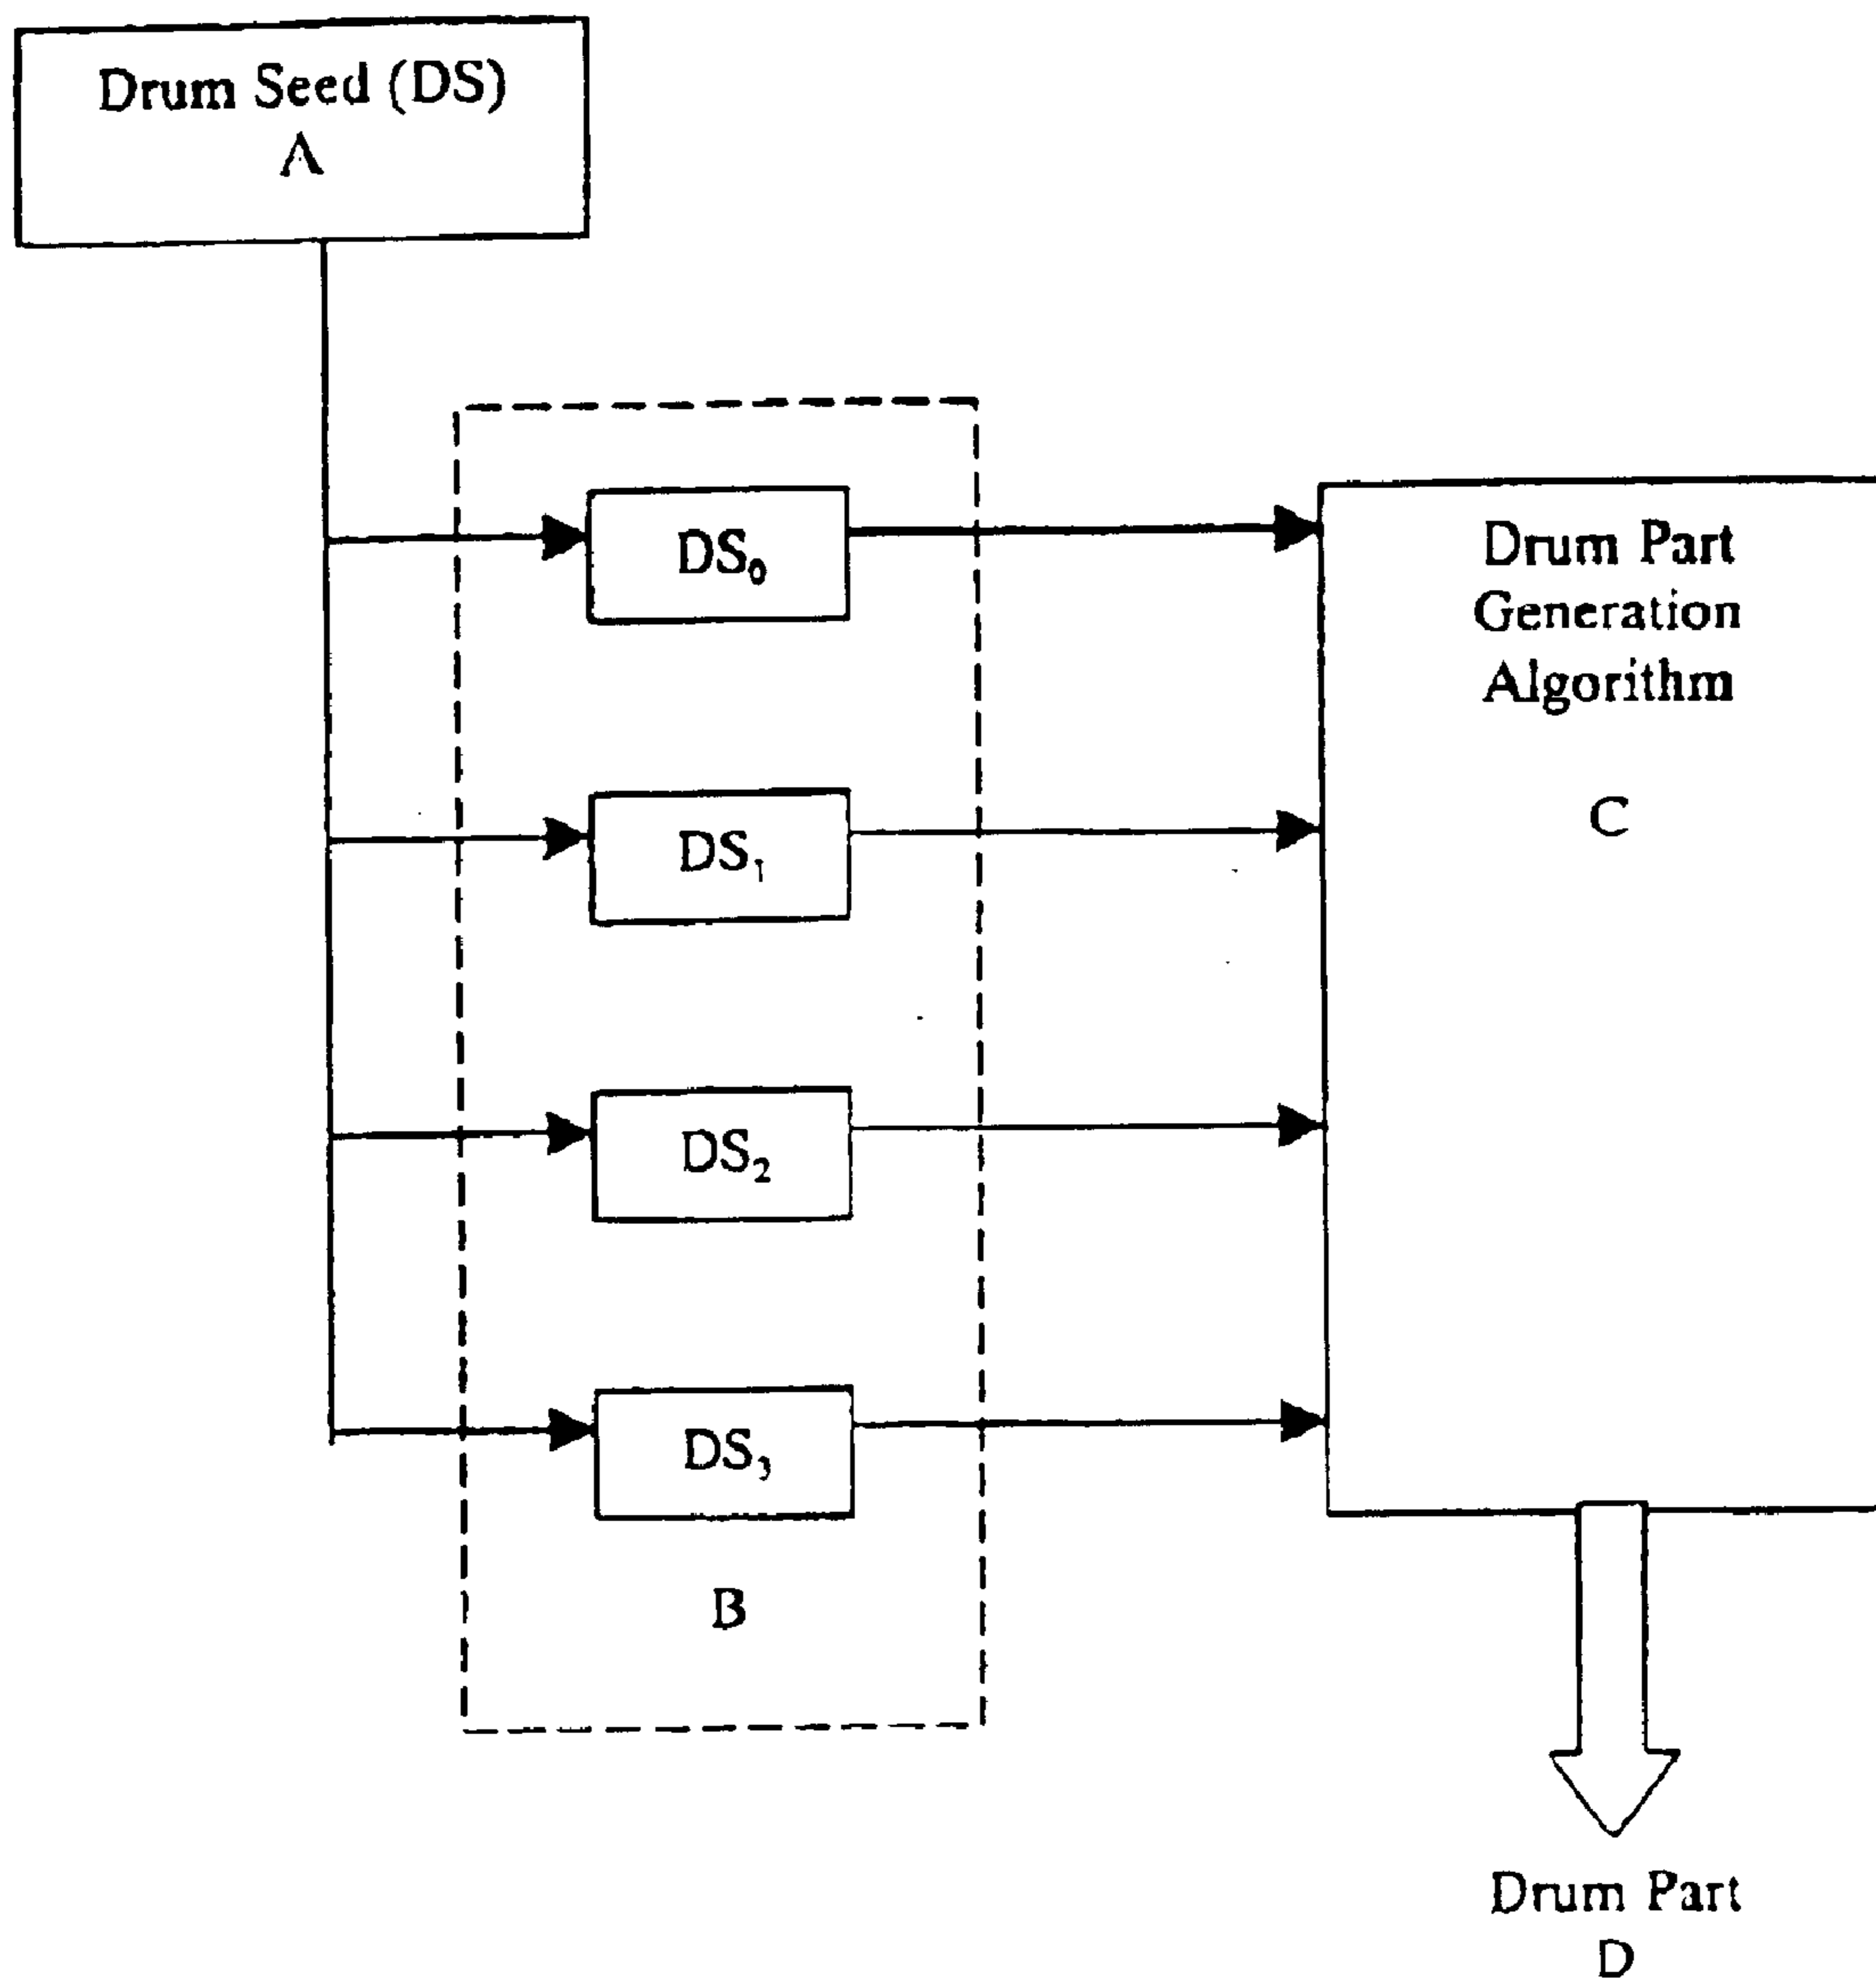 Drum Seed (DS)
A
DS₀
DS₁
DS₂
DS₃
B
Drum Part
Generation
Algorithm
C
Drum Part
D